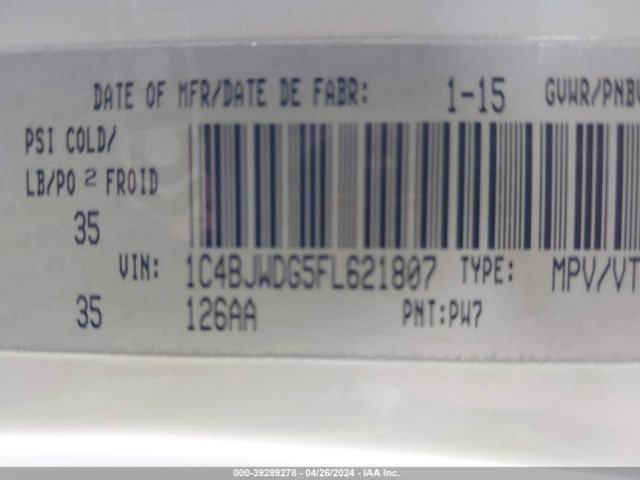 DATE OF MFR/DATE DE FABR: 1-15 GVWR/PNBV
PSI COLD/
LB/PO 2 FROID
35
VIN: 1C4BJWDG5FL621807 TYPE: MPV/VT
35 126AA PNT:PW7
000-39289278 - 04/26/2024 - IAA Inc.